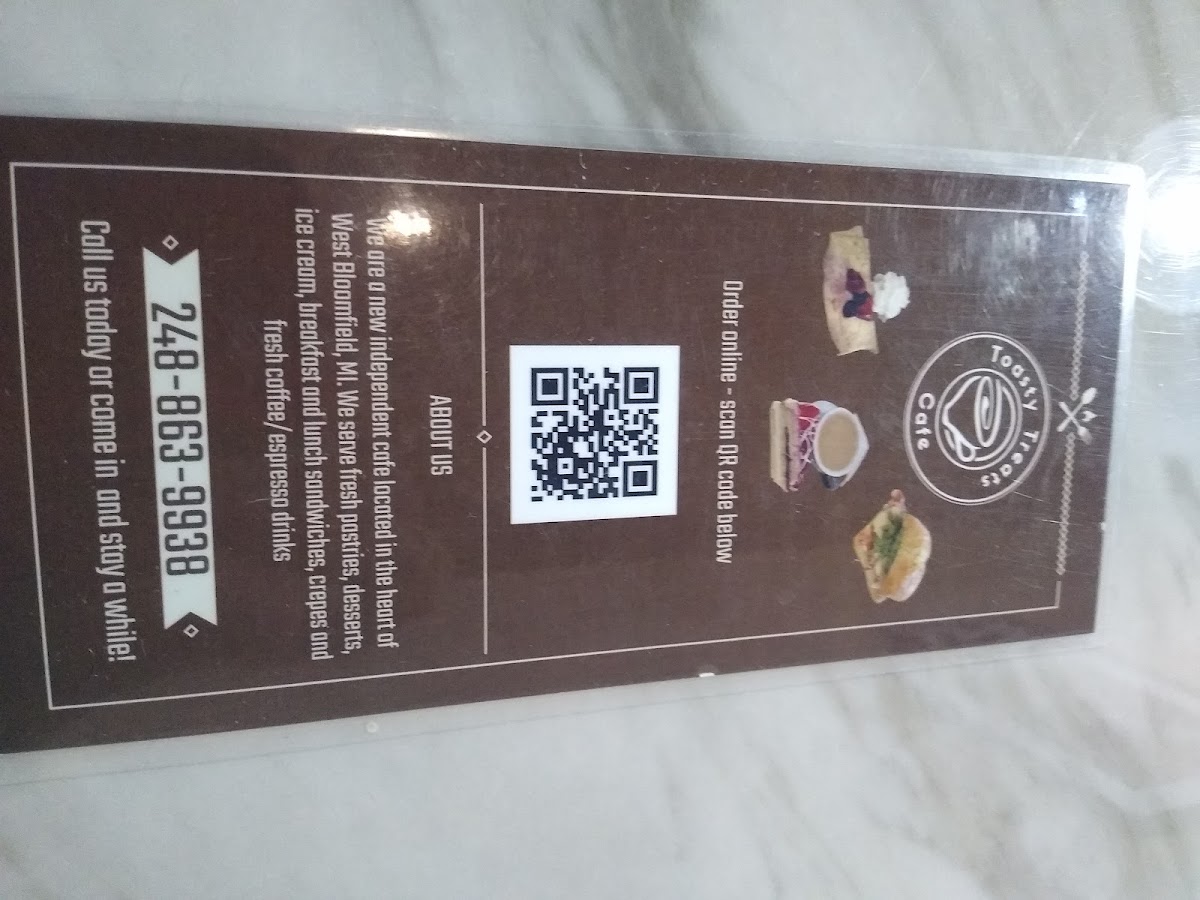 Toasty Treats
Cafe
Order online - scan QR code below
ABOUT US
We are a new independent cafe located in the heart of
West Bloomfield, MI. We serve fresh pastries, desserts,
ice cream, breakfast and lunch sandwiches, crepes and
fresh coffee/espresso drinks
248-863-9938
Call us today or come in and stay a while!